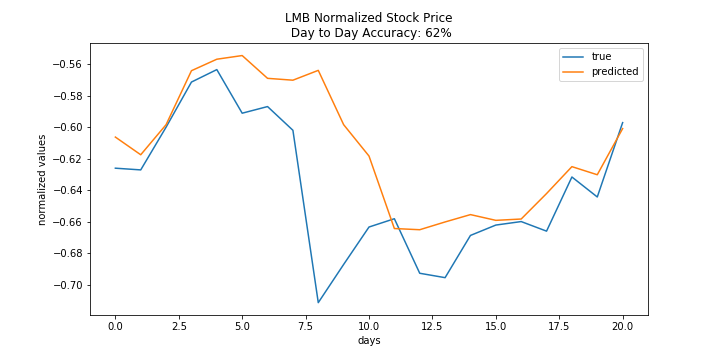 LMB Normalized Stock Price
Day to Day Accuracy: 62%
true
predicted
normalized values
−0.56
−0.58
−0.60
−0.62
−0.64
−0.66
−0.68
−0.70
0.0 2.5 5.0 7.5 10.0 12.5 15.0 17.5 20.0
days